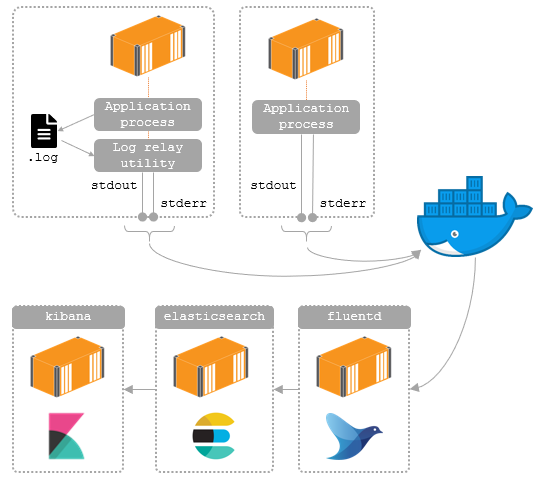 Application
process
Log relay
utility
.log
stdout
stderr
Application
process
stdout
stderr
kibana
elasticsearch
fluentd